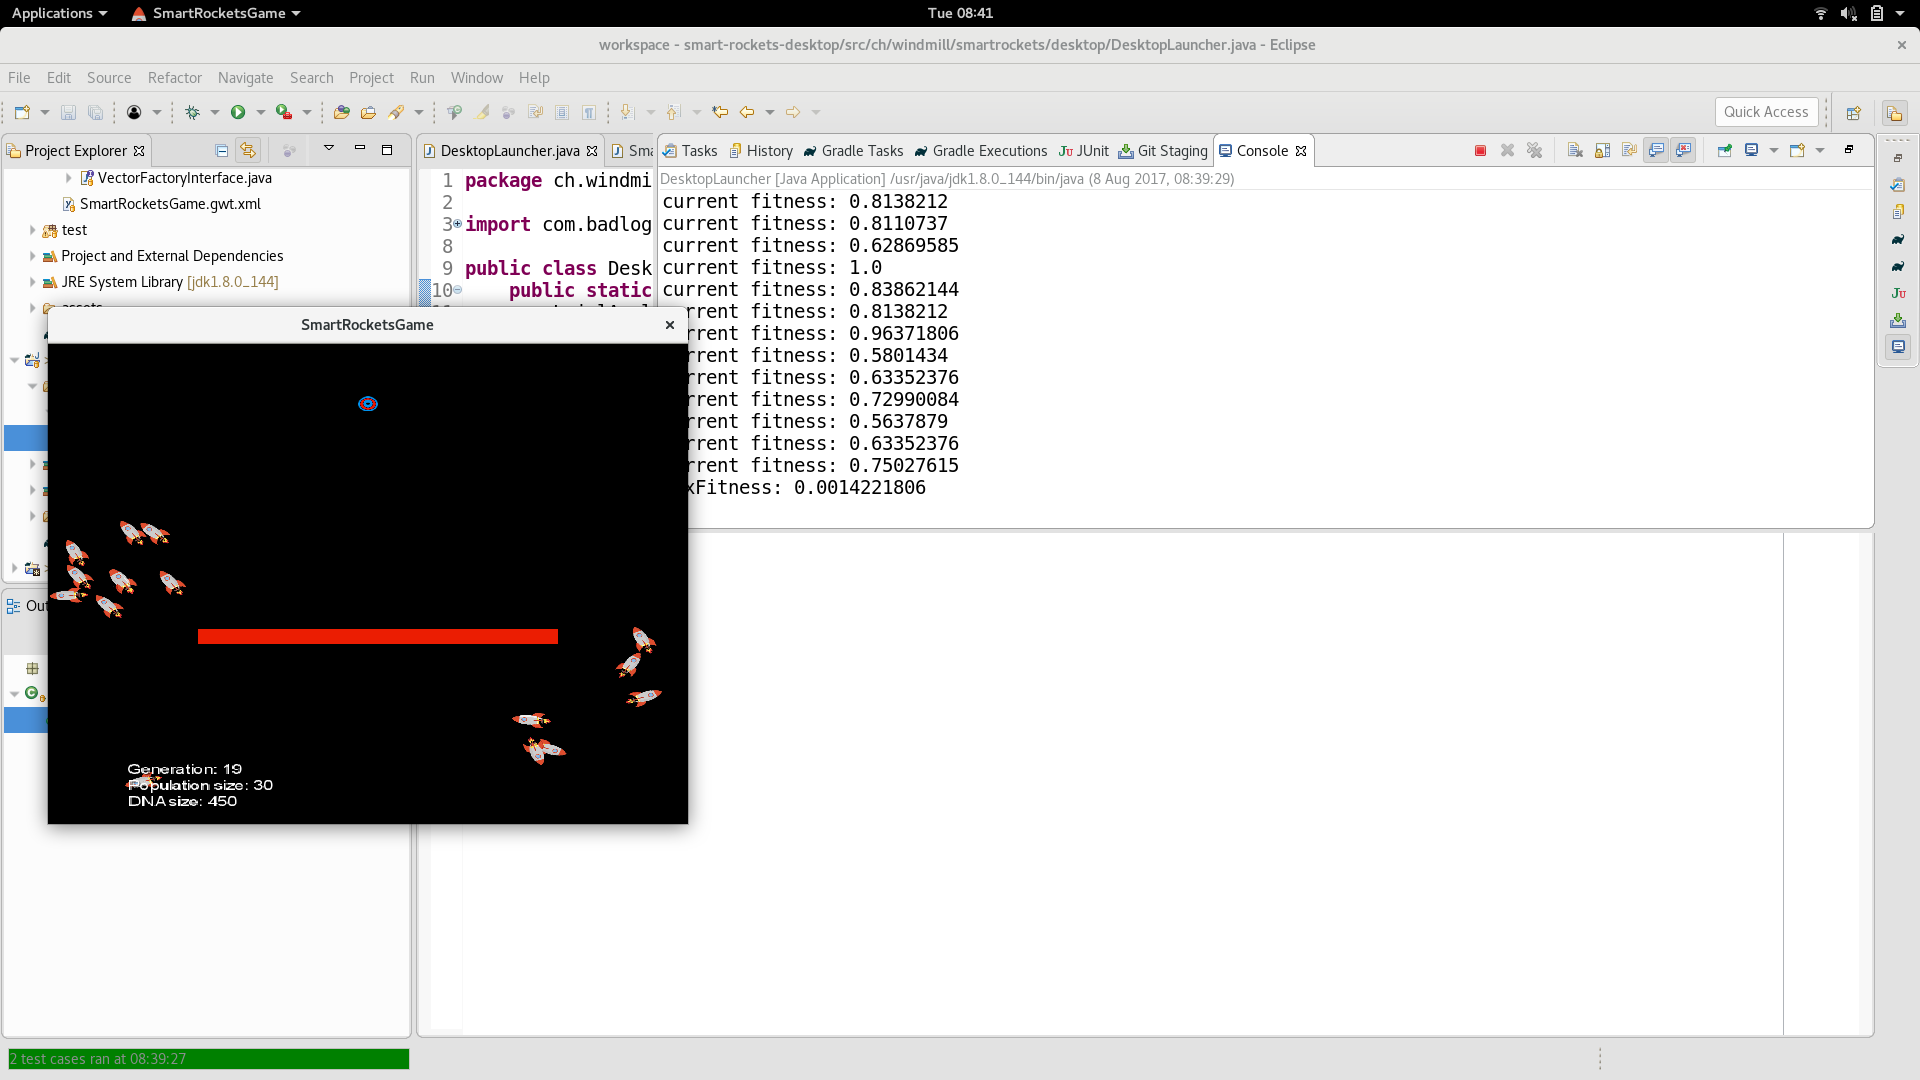 Applications
SmartRocketsGame
Tue 08:41
workspace - smart-rockets-desktop/src/ch/windmill/smartrockets/desktop/DesktopLauncher.java - Eclipse
File Edit Source Refactor Navigate Search Project Run Window Help
Quick Access
Project Explorer
VectorFactoryInterface.java
SmartRocketsGame.gwt.xml
test
Project and External Dependencies
JRE System Library [jdk1.8.0_144]
DesktopLauncher.java
1 package ch.windmi
2
3 import com.badlog
8
9 public class Desk
10 public static
Tasks History Gradle Tasks Gradle Executions JUnit Git Staging Console
DesktopLauncher [Java Application] /usr/java/jdk1.8.0_144/bin/java (8 Aug 2017, 08:39:29)
current fitness: 0.8138212
current fitness: 0.8110737
current fitness: 0.62869585
current fitness: 1.0
current fitness: 0.83862144
rrent fitness: 0.8138212
rrent fitness: 0.96371806
rrent fitness: 0.5801434
rrent fitness: 0.63352376
rrent fitness: 0.72990084
rrent fitness: 0.5637879
rrent fitness: 0.63352376
rrent fitness: 0.75027615
xFitness: 0.0014221806
SmartRocketsGame
Generation: 19
Population size: 30
DNA size: 450
Out
2 test cases ran at 08:39:27